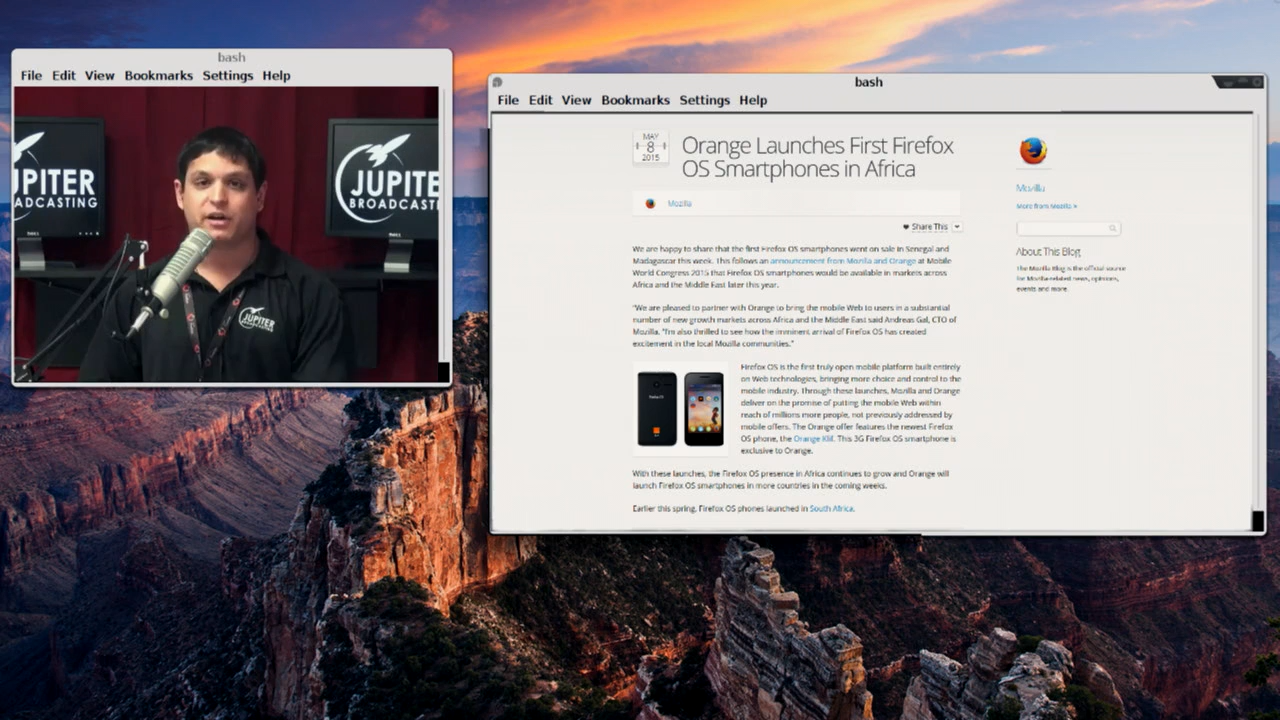 bash
File Edit View Bookmarks Settings Help
JPITER
ADCASTING
DELL
JUPITE
BROADCASTI
DELL
JUPITER
BROADCASTING
bash
File Edit View Bookmarks Settings Help
MAY
8
2015
Orange Launches First Firefox
OS Smartphones in Africa
Mozilla
Share This
We are happy to share that the first Firefox OS smartphones went on sale in Senegal and
Madagascar this week. This follows an announcement from Mozilla and Orange at Mobile
World Congress 2015 that Firefox OS smartphones would be available in markets across
Africa and the Middle East later this year.
"We are pleased to partner with Orange to bring the mobile Web to users in a substantial
number of new growth markets across Africa and the Middle East said Andreas Gal, CTO of
Mozilla, "I'm also thrilled to see how the imminent arrival of Firefox OS has created
excitement in the local Mozilla communities."
Firefox OS is the first truly open mobile platform built entirely
on Web technologies, bringing more choice and control to the
mobile industry. Through these launches, Mozilla and Orange
deliver on the promise of putting the mobile Web within
reach of millions more people, not previously addressed by
mobile offers. The Orange offer features the newest Firefox
OS phone, the Orange Klif. This 3G Firefox OS smartphone is
exclusive to Orange.
With these launches, the Firefox OS presence in Africa continues to grow and Orange will
launch Firefox OS smartphones in more countries in the coming weeks.
Earlier this spring, Firefox OS phones launched in South Africa.
Mozilla
More from Mozilla »
About This Blog
The Mozilla Blog is the official source
for Mozilla-related news, opinions,
events and more.